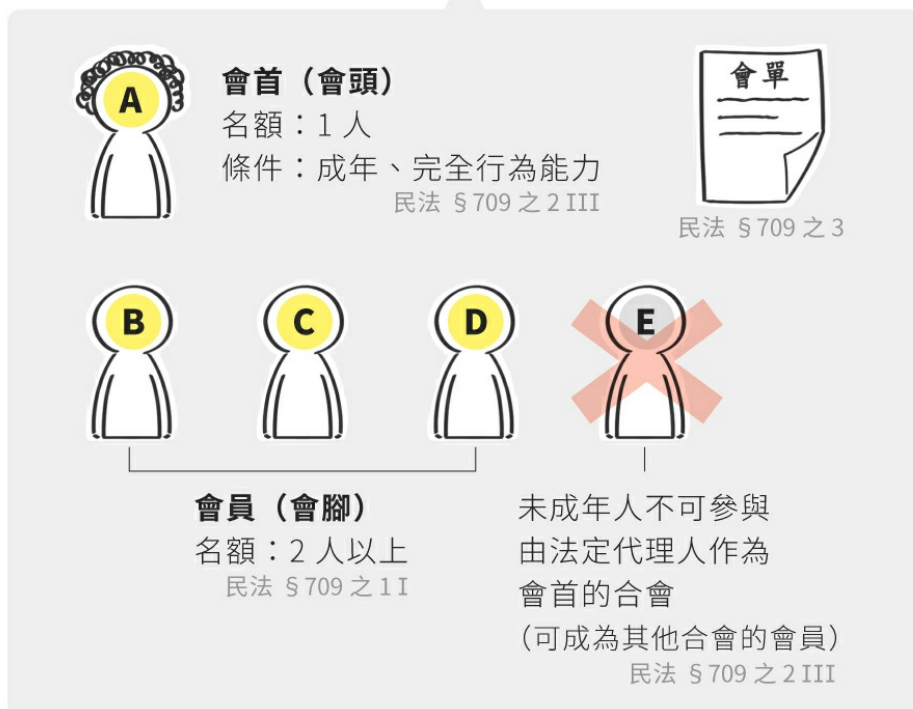 A
會首（會頭）
名額：1 人
條件：成年、完全行為能力
民法 §709 之 2 III
會單
民法 §709 之 3
B
C
D
E
會員（會腳）
名額：2 人以上
民法 §709 之 1 I
未成年人不可參與
由法定代理人作為
會首的合會
（可成為其他合會的會員）
民法 §709 之 2 III